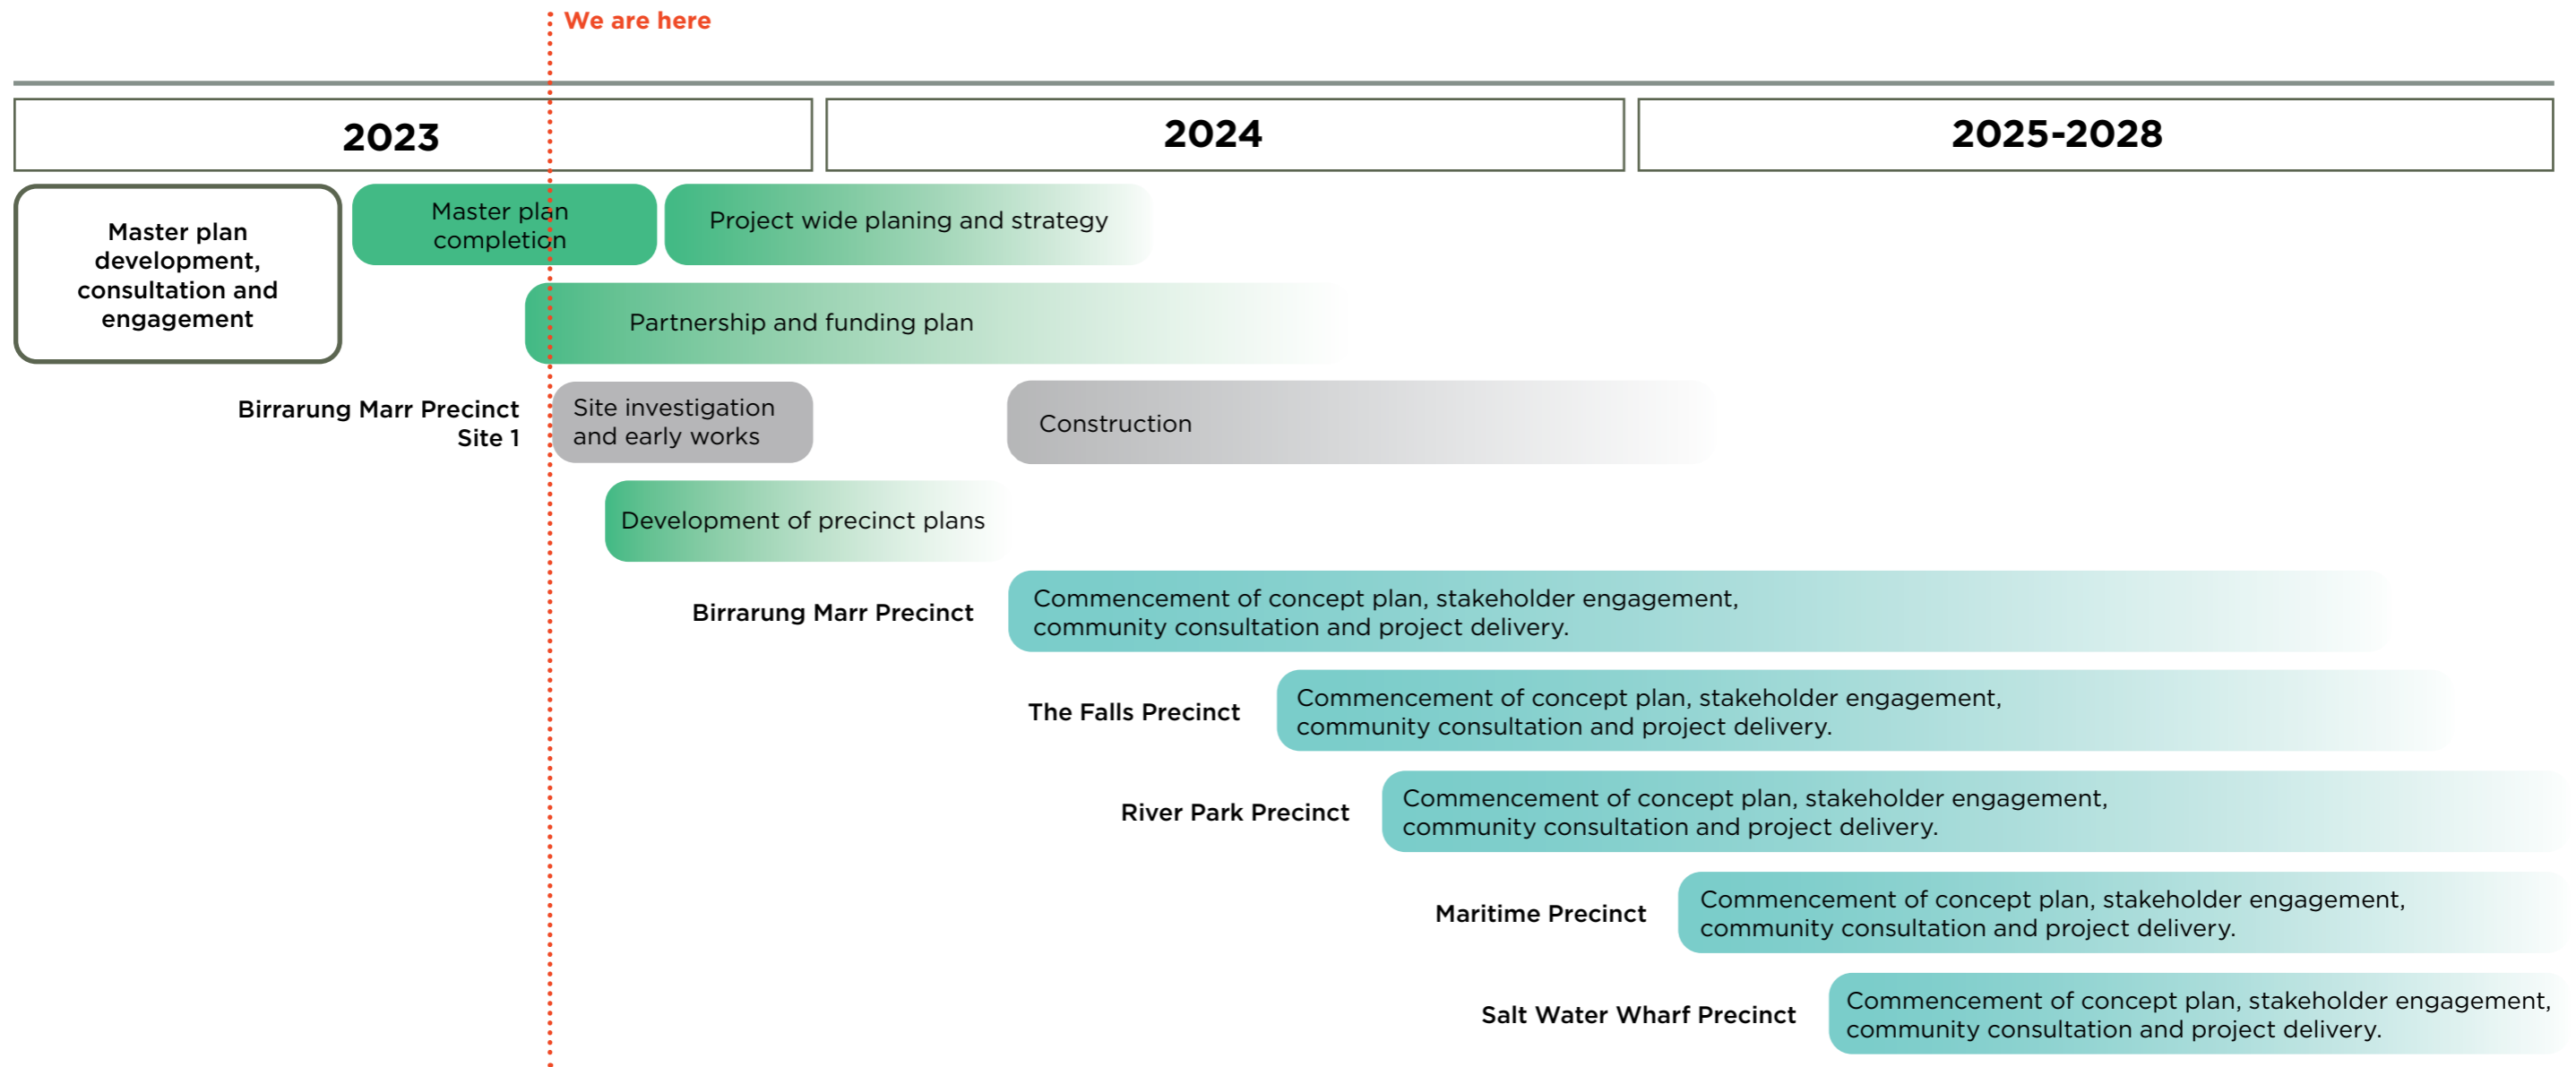 We are here
2023
2024
2025-2028
Master plan
development,
consultation and
engagement
Master plan
completion
Project wide planing and strategy
Partnership and funding plan
Birrarung Marr Precinct
Site 1
Site investigation
and early works
Construction
Development of precinct plans
Birrarung Marr Precinct
Commencement of concept plan, stakeholder engagement,
community consultation and project delivery.
The Falls Precinct
Commencement of concept plan, stakeholder engagement,
community consultation and project delivery.
River Park Precinct
Commencement of concept plan, stakeholder engagement,
community consultation and project delivery.
Maritime Precinct
Commencement of concept plan, stakeholder engagement,
community consultation and project delivery.
Salt Water Wharf Precinct
Commencement of concept plan, stakeholder engagement,
community consultation and project delivery.